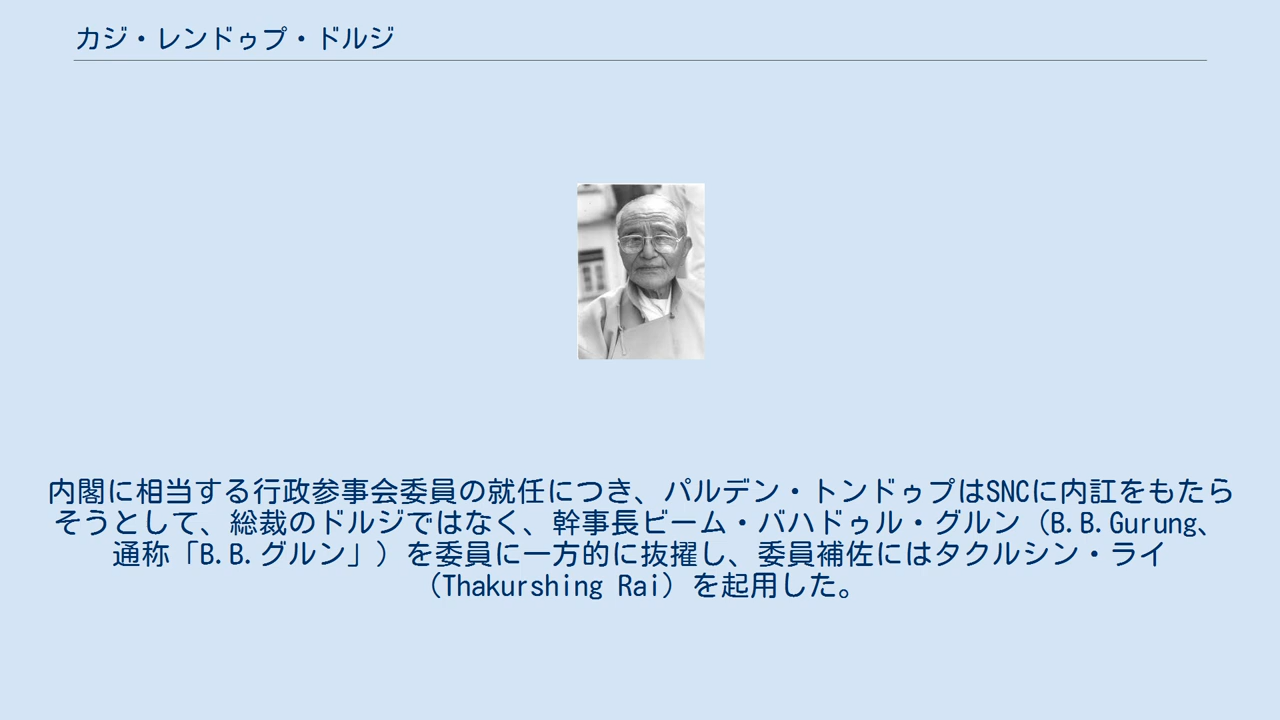 カジ・レンドゥプ・ドルジ
内閣に相当する行政参事会委員の就任につき、パルデン・トンドゥプはSNCに内訌をもたら
そうとして、総裁のドルジではなく、幹事長ビーム・バハドゥル・グルン（B.B.Gurung、
通称「B.B.グルン」）を委員に一方的に抜擢し、委員補佐にはタクルシン・ライ
（Thakurshing Rai）を起用した。